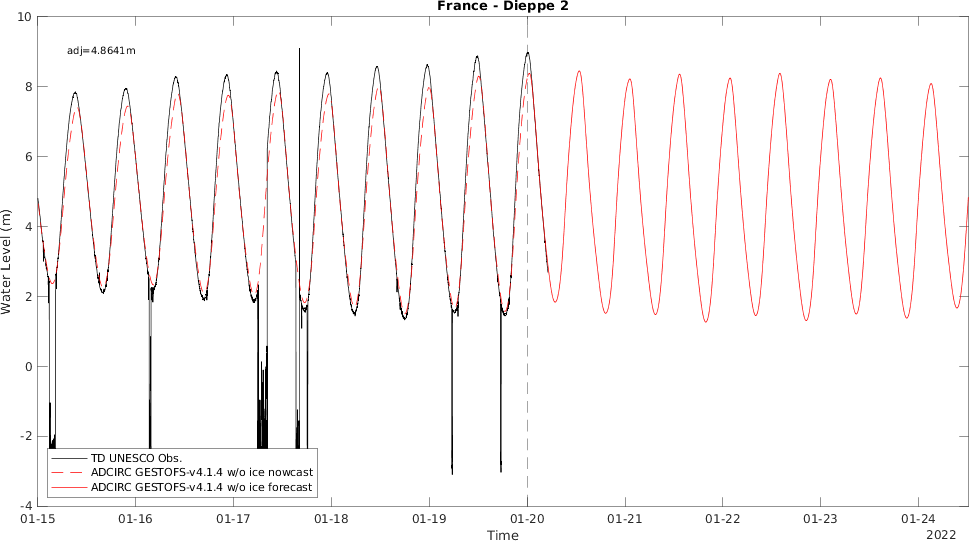 France - Dieppe 2
adj=4.8641m
10
8
6
4
2
0
-2
-4
Water Level (m)
TD UNESCO Obs.
ADCIRC GESTOFS-v4.1.4 w/o ice nowcast
ADCIRC GESTOFS-v4.1.4 w/o ice forecast
01-15 01-16 01-17 01-18 01-19 01-20 01-21 01-22 01-23 01-24
Time
2022